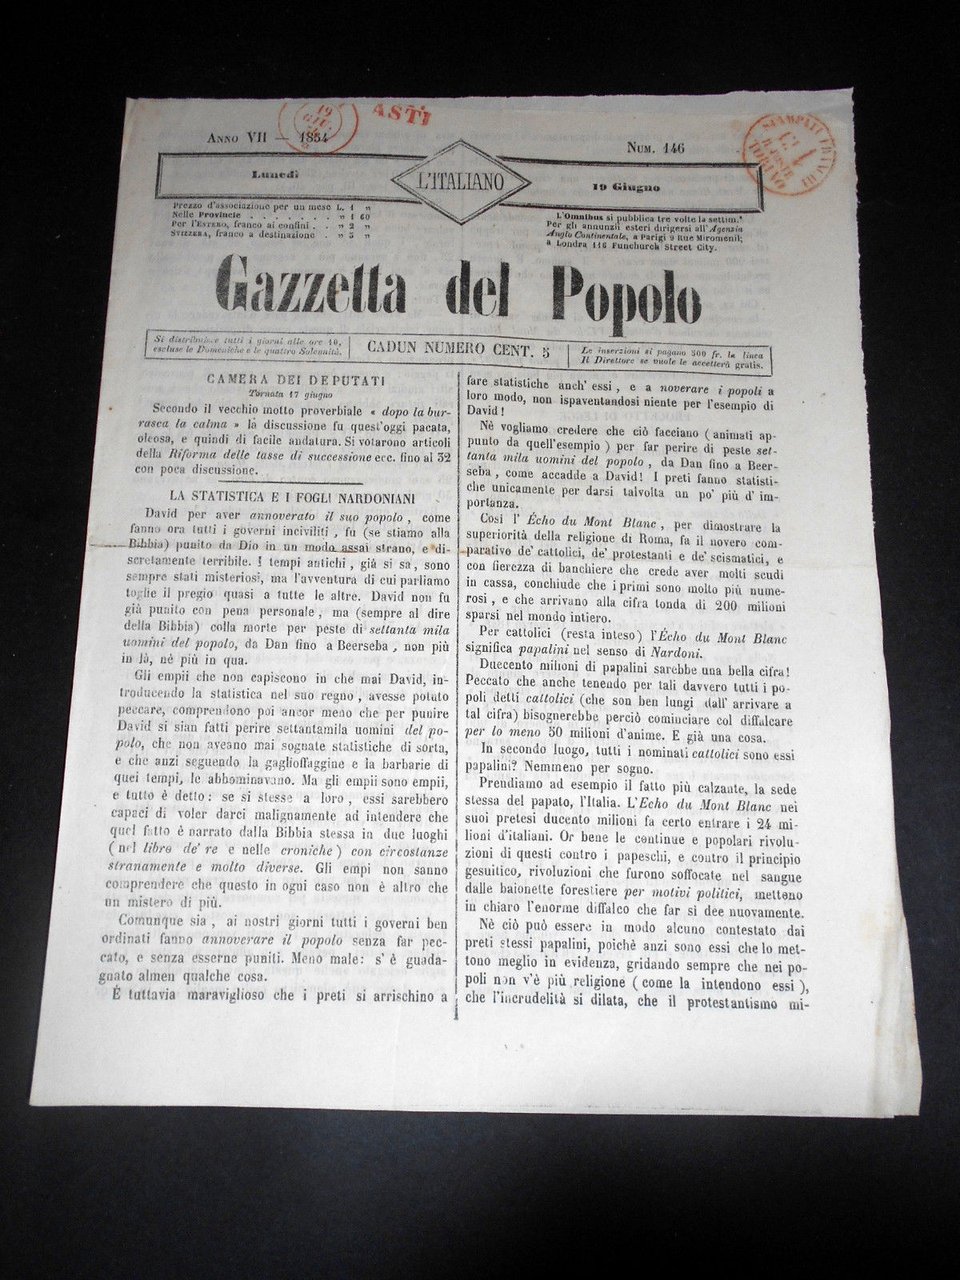 19
GIU.
ASTI
STAMPATI FRANCHI
C. 1
R. POSTE
TORINO
ANNO VII — 1854
NUM. 146
Lunedì
L'ITALIANO
19 Giugno
Prezzo d'associazione per un mese L. 1 »
Nelle Provincie . . . . . . . » 1 60
Per l'ESTERO, franco ai confini . . » 2 »
SVIZZERA, franco a destinazione . . » 5 »
L'Omnibus si pubblica tre volte la settim.ª
Per gli annunzii esteri dirigersi all'Agenzia
Anglo Continentale, a Parigi 9 Rue Miromenil;
a Londra 116 Funchurch Street City.
Gazzetta del Popolo
Si distribuisce tutti i giorni alle ore 10,
escluse le Domeniche e le quattro Solennità.
CADUN NUMERO CENT. 5
Le inserzioni si pagano 300 fr. la linea
Il Direttore se vuole le accetterà gratis.
CAMERA DEI DEPUTATI
Tornata 17 giugno
Secondo il vecchio motto proverbiale « dopo la bur-
rasca la calma » la discussione fu quest'oggi pacata,
oleosa, e quindi di facile andatura. Si votarono articoli
della Riforma delle tasse di successione ecc. fino al 32
con poca discussione.
LA STATISTICA E I FOGLI NARDONIANI
David per aver annoverato il suo popolo, come
fanno ora tutti i governi inciviliti, fu (se stiamo alla
Bibbia) punito da Dio in un modo assai strano, e di-
scretamente terribile. I tempi antichi, già si sa, sono
sempre stati misteriosi, ma l'avventura di cui parliamo
toglie il pregio quasi a tutte le altre. David non fu
già punito con pena personale, ma (sempre al dire
della Bibbia) colla morte per peste di settanta mila
uomini del popolo, da Dan fino a Beerseba, non più
in là, nè più in qua.
Gli empii che non capiscono in che mai David, in-
troducendo la statistica nel suo regno, avesse potuto
peccare, comprendono poi ancor meno che per punire
David si sian fatti perire settantamila uomini del po-
polo, che non aveano mai sognate statistiche di sorta,
e che anzi seguendo la gaglioffaggine e la barbarie di
quei tempi, le abbominavano. Ma gli empii sono empii,
e tutto è detto: se si stesse a loro, essi sarebbero
capaci di voler darci malignamente ad intendere che
quel fatto è narrato dalla Bibbia stessa in due luoghi
(nel libro de' re e nelle croniche) con circostanze
stranamente e molto diverse. Gli empi non sanno
comprendere che questo in ogni caso non è altro che
un mistero di più.
Comunque sia, ai nostri giorni tutti i governi ben
ordinati fanno annoverare il popolo senza far pec-
cato, e senza esserne puniti. Meno male: s'è guada-
gnato almen qualche cosa.
É tuttavia maraviglioso che i preti si arrischino a
fare statistiche anch'essi, e a noverare i popoli a
loro modo, non ispaventandosi niente per l'esempio di
David!
Nè vogliamo credere che ciò facciano (animati ap-
punto da quell'esempio) per far perire di peste set-
tanta mila uomini del popolo, da Dan fino a Beer-
seba, come accadde a David! I preti fanno statisti-
che unicamente per darsi talvolta un po' più d'im-
portanza.
Così l'Écho du Mont Blanc, per dimostrare la
superiorità della religione di Roma, fa il novero com-
parativo de' cattolici, de' protestanti e de' scismatici, e
con fierezza di banchiere che crede aver molti scudi
in cassa, conchiude che i primi sono molto più nume-
rosi, e che arrivano alla cifra tonda di 200 milioni
sparsi nel mondo intiero.
Per cattolici (resta inteso) l'Écho du Mont Blanc
significa papalini nel senso di Nardoni.
Duecento milioni di papalini sarebbe una bella cifra!
Peccato che anche tenendo per tali davvero tutti i po-
poli detti cattolici (che son ben lungi dall'arrivare a
tal cifra) bisognerebbe perciò cominciare col diffalcare
per lo meno 50 milioni d'anime. E già una cosa.
In secondo luogo, tutti i nominati cattolici sono essi
papalini? Nemmeno per sogno.
Prendiamo ad esempio il fatto più calzante, la sede
stessa del papato, l'Italia. L'Écho du Mont Blanc nei
suoi pretesi ducento milioni fa certo entrare i 24 mi-
lioni d'italiani. Or bene le continue e popolari rivolu-
zioni di questi contro i papeschi, e contro il principio
gesuitico, rivoluzioni che furono soffocate nel sangue
dalle baionette forestiere per motivi politici, mettono
in chiaro l'enorme diffalco che far si dee nuovamente.
Nè ciò può essere in modo alcuno contestato dai
preti stessi papalini, poichè anzi sono essi che lo met-
tono meglio in evidenza, gridando sempre che nei po-
poli non v'è più religione (come la intendono essi),
che l'incredulità si dilata, che il protestantismo mi-